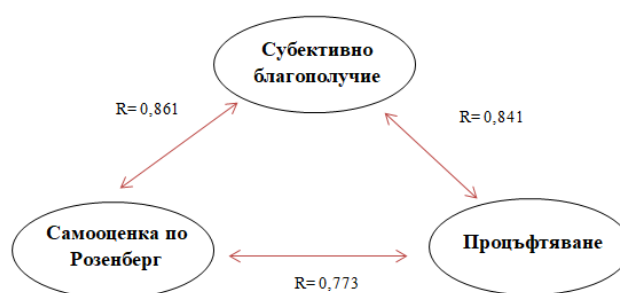 Субективно
благополучие
R= 0,861
R= 0,841
Самооценка по
Розенберг
Процъфтяване
R= 0,773